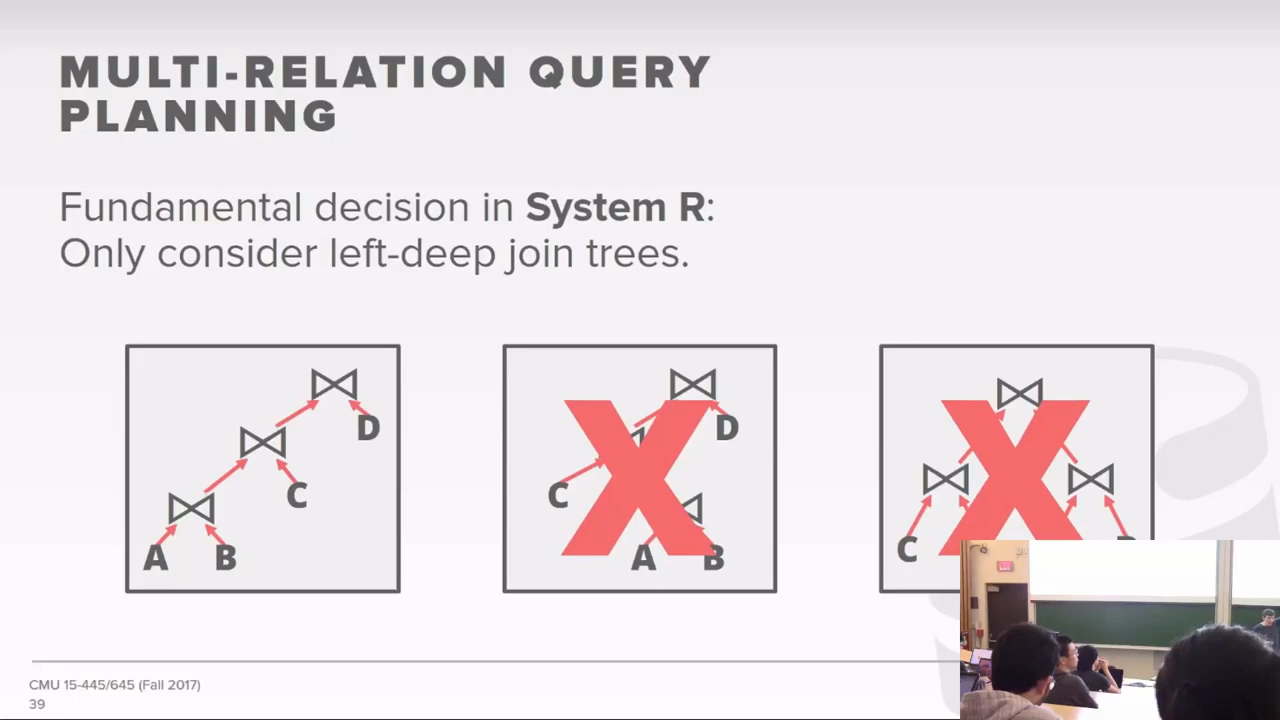 MULTI-RELATION QUERY
PLANNING
Fundamental decision in System R:
Only consider left-deep join trees.
D
C
A B
D
C
A B
C
CMU 15-445/645 (Fall 2017)
39